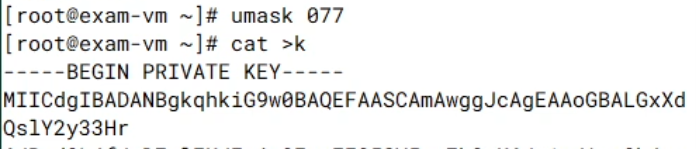 [root@exam-vm ~]# umask 077
[root@exam-vm ~]# cat >k
-----BEGIN PRIVATE KEY-----
MIICdgIBADANBgkqhkiG9w0BAQEFAASCAmAwggJcAgEAAoGBALGxXd
QslY2y33Hr